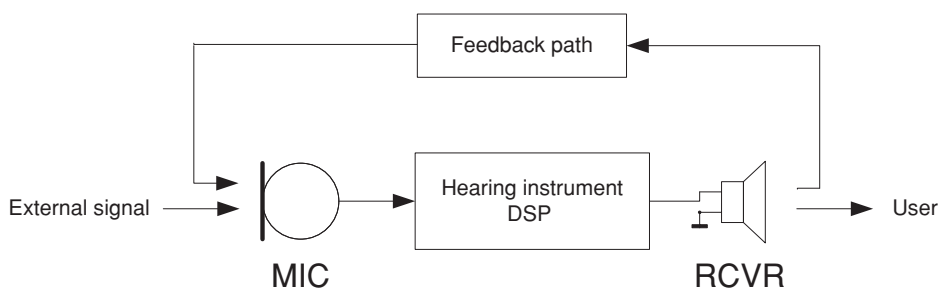 Feedback path
External signal
Hearing instrument
DSP
User
MIC
RCVR